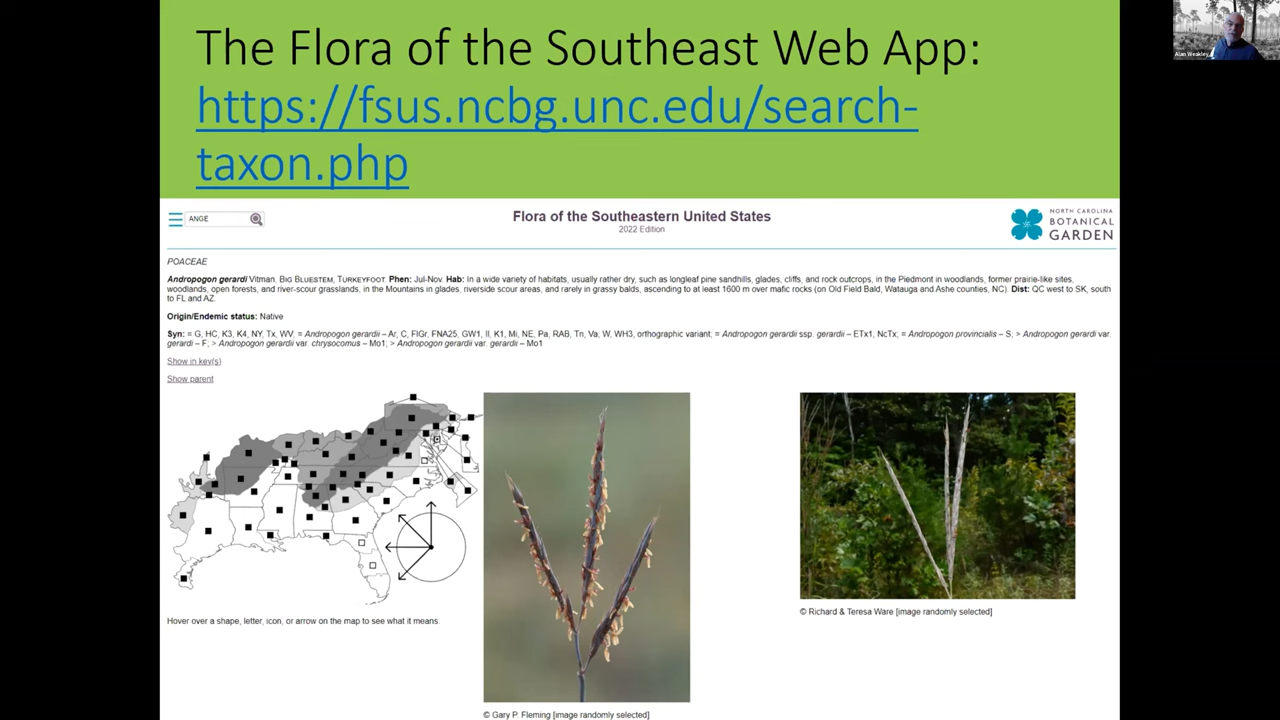 The Flora of the Southeast Web App:
https://fsus.ncbg.unc.edu/search-
taxon.php
Alan Weakley
ANGE
Flora of the Southeastern United States
2022 Edition
NORTH CAROLINA
BOTANICAL
GARDEN
POACEAE
Andropogon gerardi Vitman. BIG BLUESTEM, TURKEYFOOT. Phen: Jul-Nov. Hab: In a wide variety of habitats, usually rather dry, such as longleaf pine sandhills, glades, cliffs, and rock outcrops, in the Piedmont in woodlands, former prairie-like sites,
woodlands, open forests, and river-scour grasslands, in the Mountains in glades, riverside scour areas, and rarely in grassy balds, ascending to at least 1600 m over mafic rocks (on Old Field Bald, Watauga and Ashe counties, NC). Dist: QC west to SK, south
to FL and AZ.
Origin/Endemic status: Native
Syn: = G, HC, K3, K4, NY, Tx, WV, = Andropogon gerardii – Ar, C, FlGr, FNA25, GW1, Il, K1, Mi, NE, Pa, RAB, Tn, Va, W, WH3, orthographic variant; = Andropogon gerardii ssp. gerardii – ETx1, NcTx; = Andropogon provincialis – S; > Andropogon gerardi var.
gerardi – F; > Andropogon gerardii var. chrysocomus – Mo1; > Andropogon gerardii var. gerardii – Mo1
Show in key(s)
Show parent
Hover over a shape, letter, icon, or arrow on the map to see what it means.
© Gary P. Fleming [image randomly selected]
© Richard & Teresa Ware [image randomly selected]